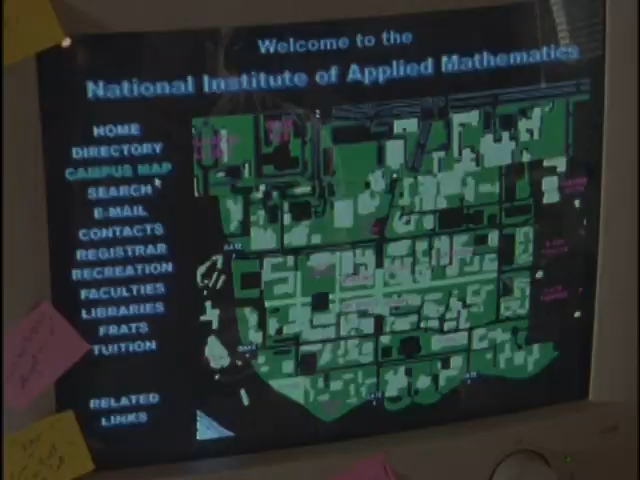 Welcome to the
National Institute of Applied Mathematics
HOME
DIRECTORY
CAMPUS MAP
SEARCH
E-MAIL
CONTACTS
REGISTRAR
RECREATION
FACULTIES
LIBRARIES
FRATS
TUITION
RELATED
LINKS